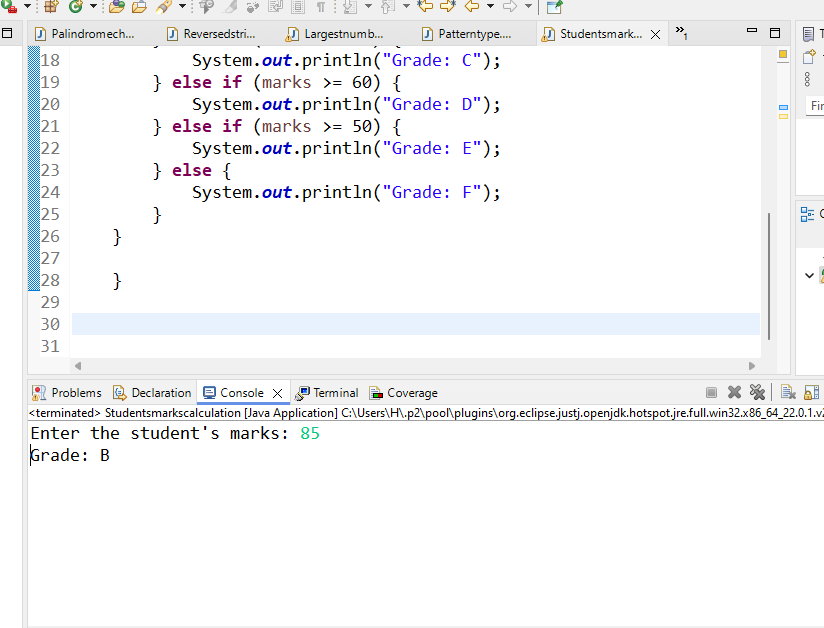 Palindromech... Reversedstri... Largestnumb... Patterntype.... Studentsmark... »1
18 System.out.println("Grade: C");
19 } else if (marks >= 60) {
20 System.out.println("Grade: D");
21 } else if (marks >= 50) {
22 System.out.println("Grade: E");
23 } else {
24 System.out.println("Grade: F");
25 }
26 }
27
28 }
29
30
31
Problems Declaration Console Terminal Coverage
<terminated> Studentsmarkscalculation [Java Application] C:\Users\H\.p2\pool\plugins\org.eclipse.justj.openjdk.hotspot.jre.full.win32.x86_64_22.0.1.v2
Enter the student's marks: 85
Grade: B